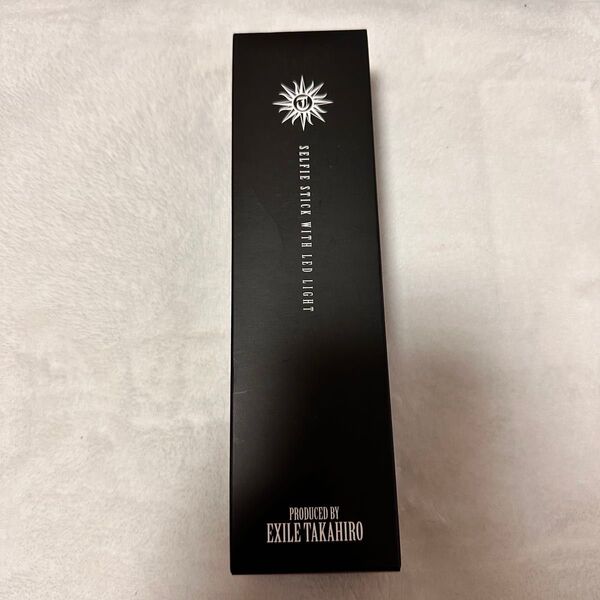 SELFIE STICK WITH LED LIGHT
PRODUCED BY
EXILE TAKAHIRO